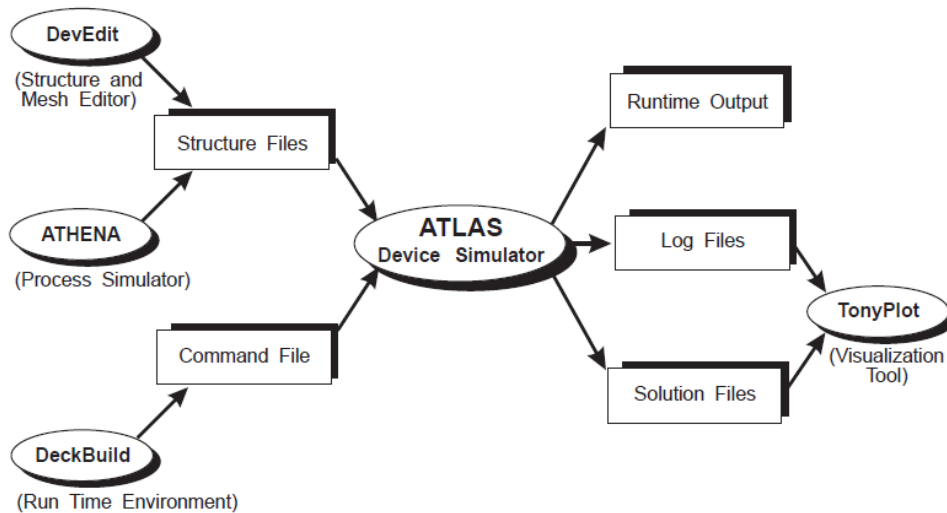 DevEdit
(Structure and
Mesh Editor)
Structure Files
ATHENA
(Process Simulator)
Command File
DeckBuild
(Run Time Environment)
ATLAS
Device Simulator
Runtime Output
Log Files
Solution Files
TonyPlot
(Visualization
Tool)